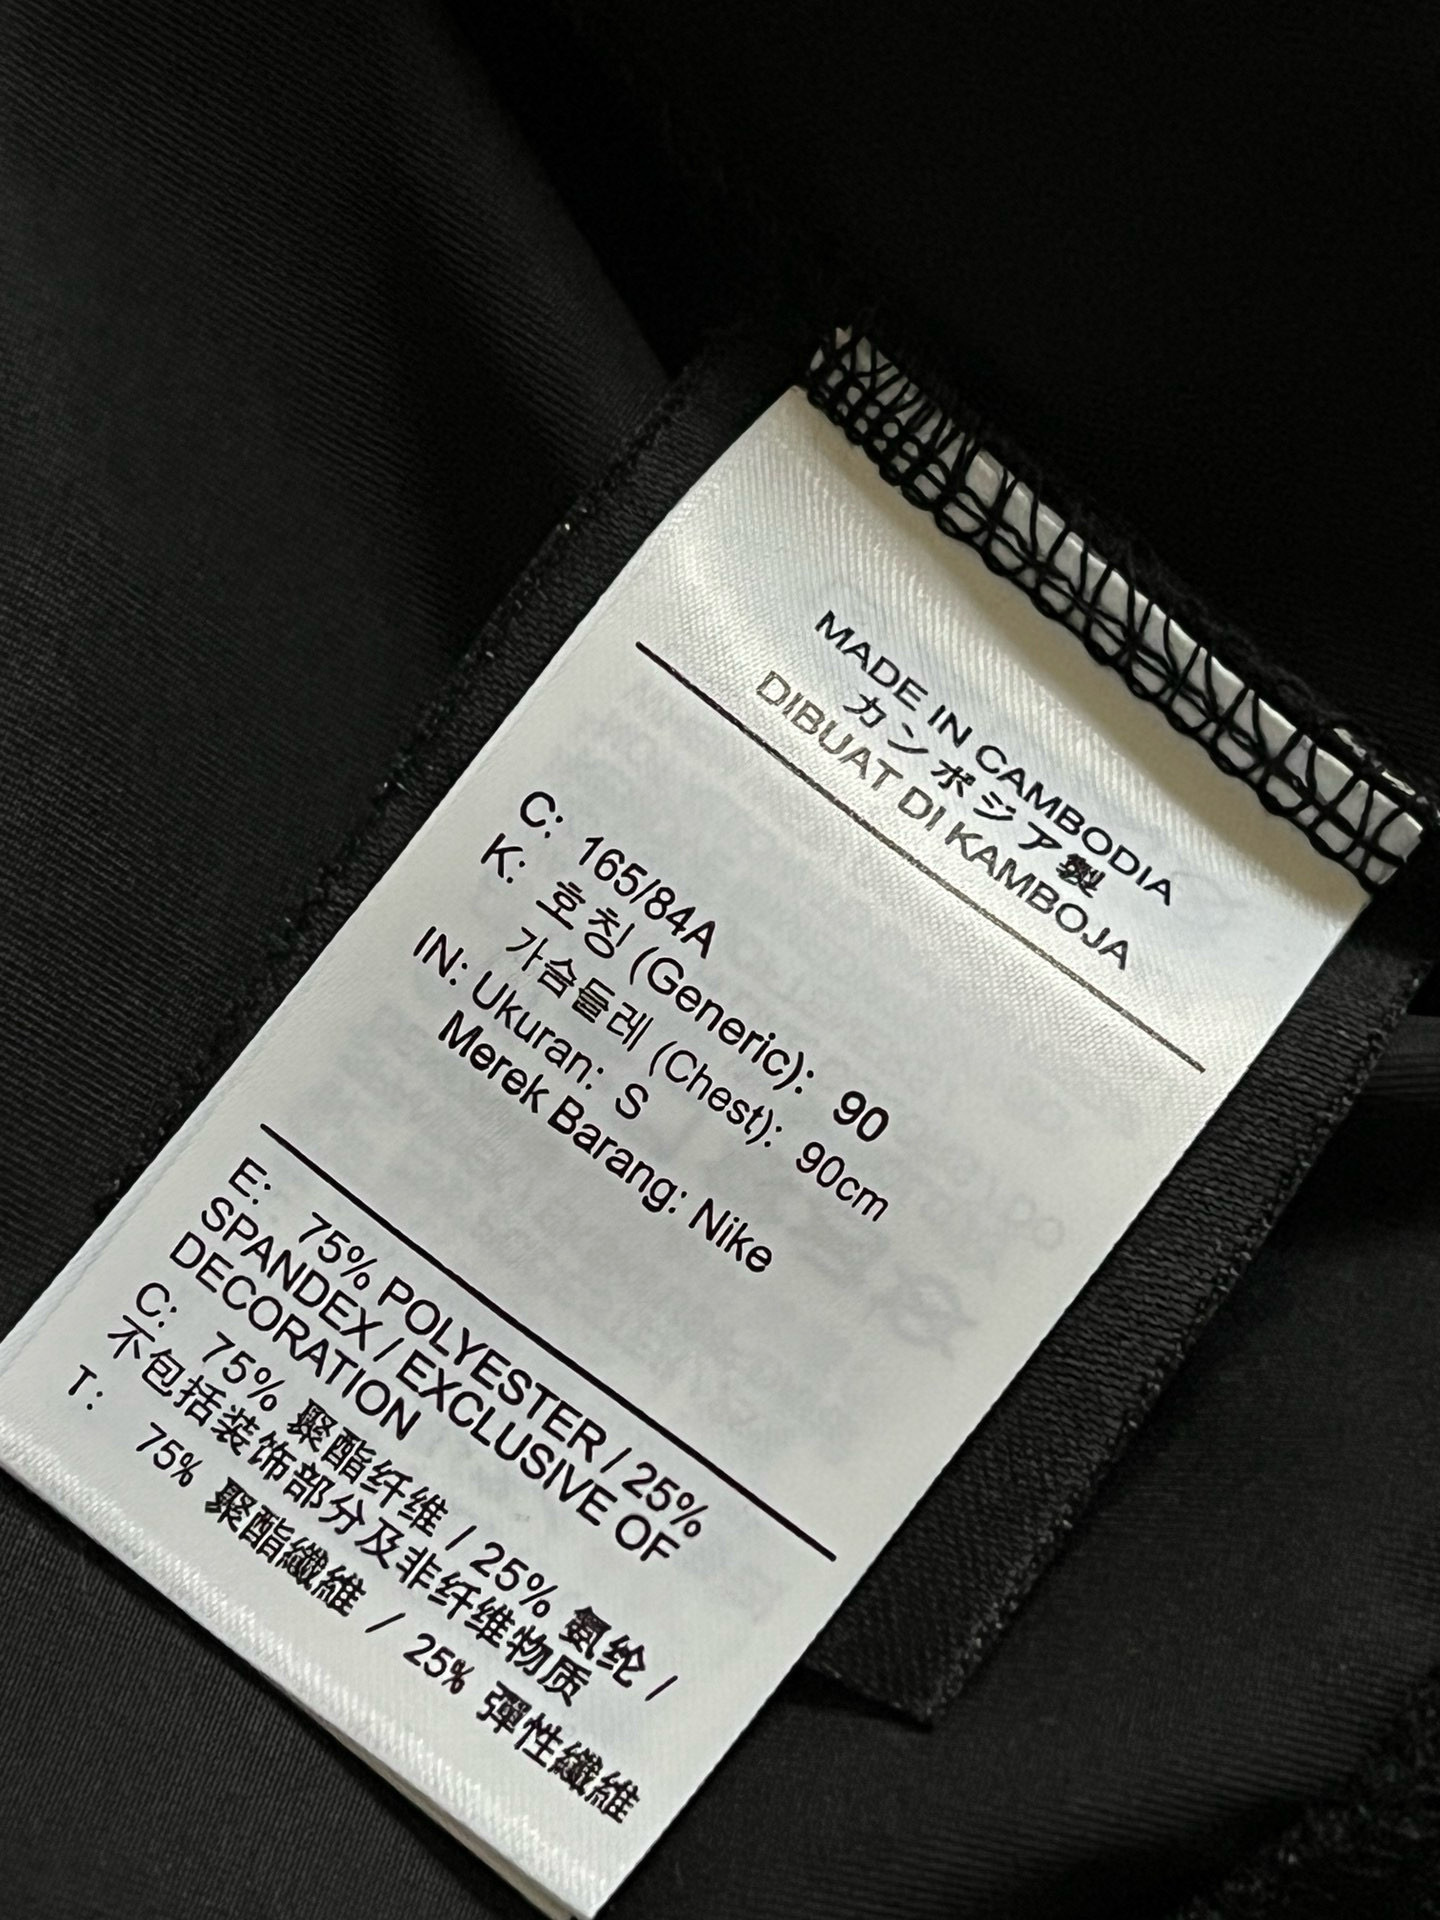 MADE IN CAMBODIA
カンボジア製
DIBUAT DI KAMBOJA
C: 165/84A
K: 호칭 (Generic): 90
가슴둘레 (Chest): 90cm
IN: Ukuran: S
Merek Barang: Nike
E: 75% POLYESTER / 25%
SPANDEX / EXCLUSIVE OF
DECORATION
C: 75% 聚酯纤维 / 25% 氨纶 /
不包括装饰部分及非纤维物质
T: 75% 聚酯纖維 / 25% 彈性纖維